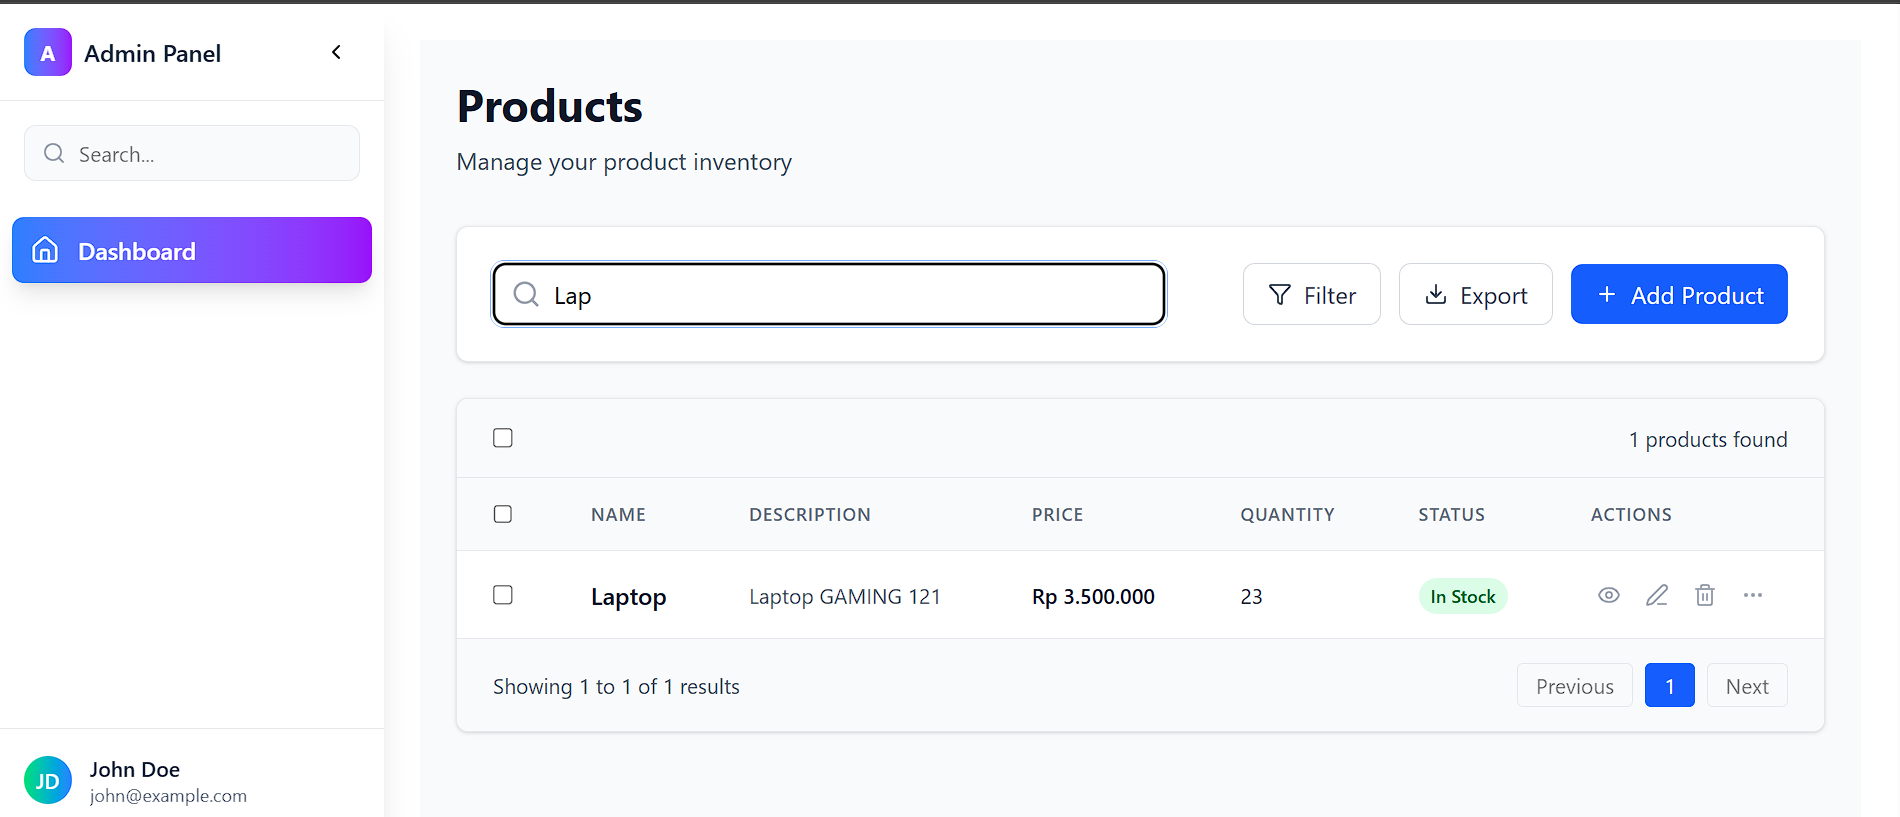 A Admin Panel
Search...
Dashboard
John Doe
JD
john@example.com
Products
Manage your product inventory
Lap Filter Export + Add Product
1 products found
NAME DESCRIPTION PRICE QUANTITY STATUS ACTIONS
Laptop Laptop GAMING 121 Rp 3.500.000 23 In Stock
Showing 1 to 1 of 1 results Previous 1 Next